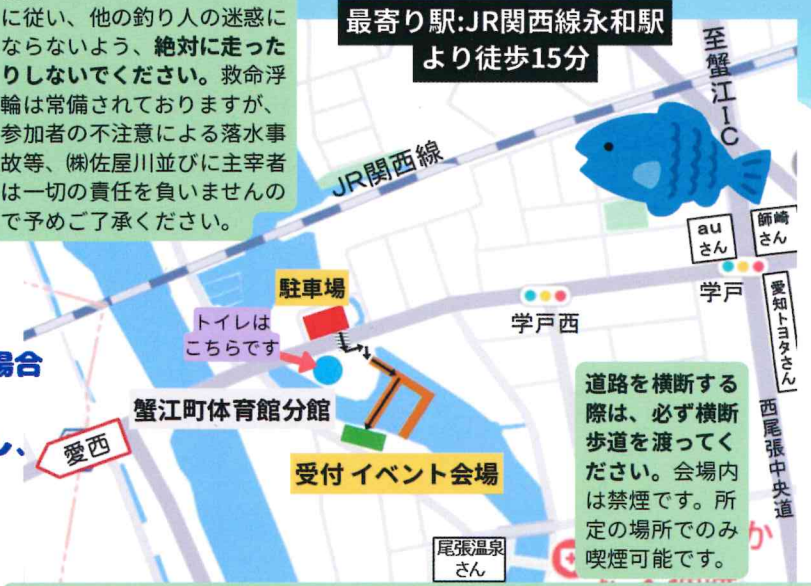 に従い、他の釣り人の迷惑に
ならないよう、絶対に走った
りしないでください。救命浮
輪は常備されておりますが、
参加者の不注意による落水事
故等、㈱佐屋川並びに主宰者
は一切の責任を負いませんの
で予めご了承ください。
最寄り駅:JR関西線永和駅
より徒歩15分
至蟹江IC
JR関西線
au
さん
師崎
さん
学戸
学戸西
愛知トヨタさん
駐車場
トイレは
こちらです
場合
蟹江町体育館分館
し、
愛西
受付 イベント会場
道路を横断する
際は、必ず横断
歩道を渡ってく
ださい。会場内
は禁煙です。所
定の場所でのみ
喫煙可能です。
西尾張中央道
尾張温泉
さん
か